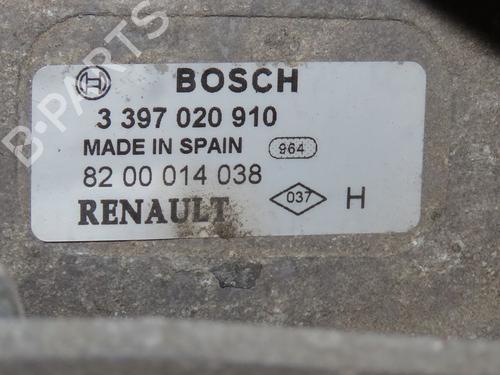 B-PARTS
BOSCH
3 397 020 910
MADE IN SPAIN 964
82 00 014 038
RENAULT 037 H